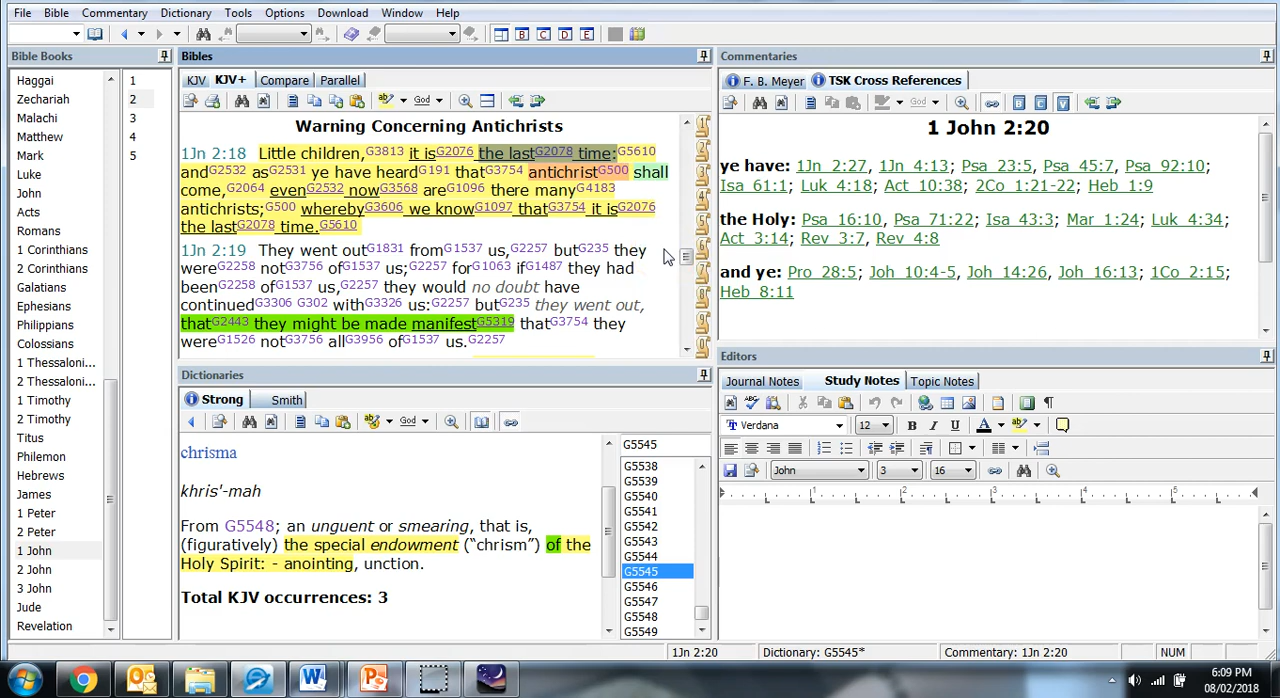 File Bible Commentary Dictionary Tools Options Download Window Help
B C D E
Bible Books
Haggai
Zechariah
Malachi
Matthew
Mark
Luke
John
Acts
Romans
1 Corinthians
2 Corinthians
Galatians
Ephesians
Philippians
Colossians
1 Thessaloni...
2 Thessaloni...
1 Timothy
2 Timothy
Titus
Philemon
Hebrews
James
1 Peter
2 Peter
1 John
2 John
3 John
Jude
Revelation
1
2
3
4
5
Bibles
KJV KJV+ Compare Parallel
God
Warning Concerning Antichrists
1Jn 2:18 Little children,G3813 it isG2076 the lastG2078 time:G5610
andG2532 asG2531 ye have heardG191 thatG3754 antichristG500 shall
come,G2064 evenG2532 nowG3568 areG1096 there manyG4183
antichrists;G500 wherebyG3606 we knowG1097 thatG3754 it isG2076
the lastG2078 time.G5610
1Jn 2:19 They went outG1831 fromG1537 us,G2257 butG235 they
wereG2258 notG3756 ofG1537 us;G2257 forG1063 ifG1487 they had
beenG2258 ofG1537 us,G2257 they would no doubt have
continuedG3306 G302 withG3326 us:G2257 butG235 they went out,
thatG2443 they might be made manifestG5319 thatG3754 they
wereG1526 notG3756 allG3956 ofG1537 us.G2257
Dictionaries
Strong Smith
God
chrisma
khris'-mah
From G5548; an unguent or smearing, that is,
(figuratively) the special endowment (“chrism”) of the
Holy Spirit: - anointing, unction.
Total KJV occurrences: 3
G5545
G5538
G5539
G5540
G5541
G5542
G5543
G5544
G5545
G5546
G5547
G5548
G5549
Commentaries
F. B. Meyer TSK Cross References
God B C V
1 John 2:20
ye have: 1Jn 2:27, 1Jn 4:13; Psa 23:5, Psa 45:7, Psa 92:10;
Isa 61:1; Luk 4:18; Act 10:38; 2Co 1:21-22; Heb 1:9
the Holy: Psa 16:10, Psa 71:22; Isa 43:3; Mar 1:24; Luk 4:34;
Act 3:14; Rev 3:7, Rev 4:8
and ye: Pro 28:5; Joh 10:4-5, Joh 14:26, Joh 16:13; 1Co 2:15;
Heb 8:11
Editors
Journal Notes Study Notes Topic Notes
Verdana 12 B I U A
John 3 16
1 2 3 4 5
1Jn 2:20 Dictionary: G5545* Commentary: 1Jn 2:20 NUM
6:09 PM
08/02/2018